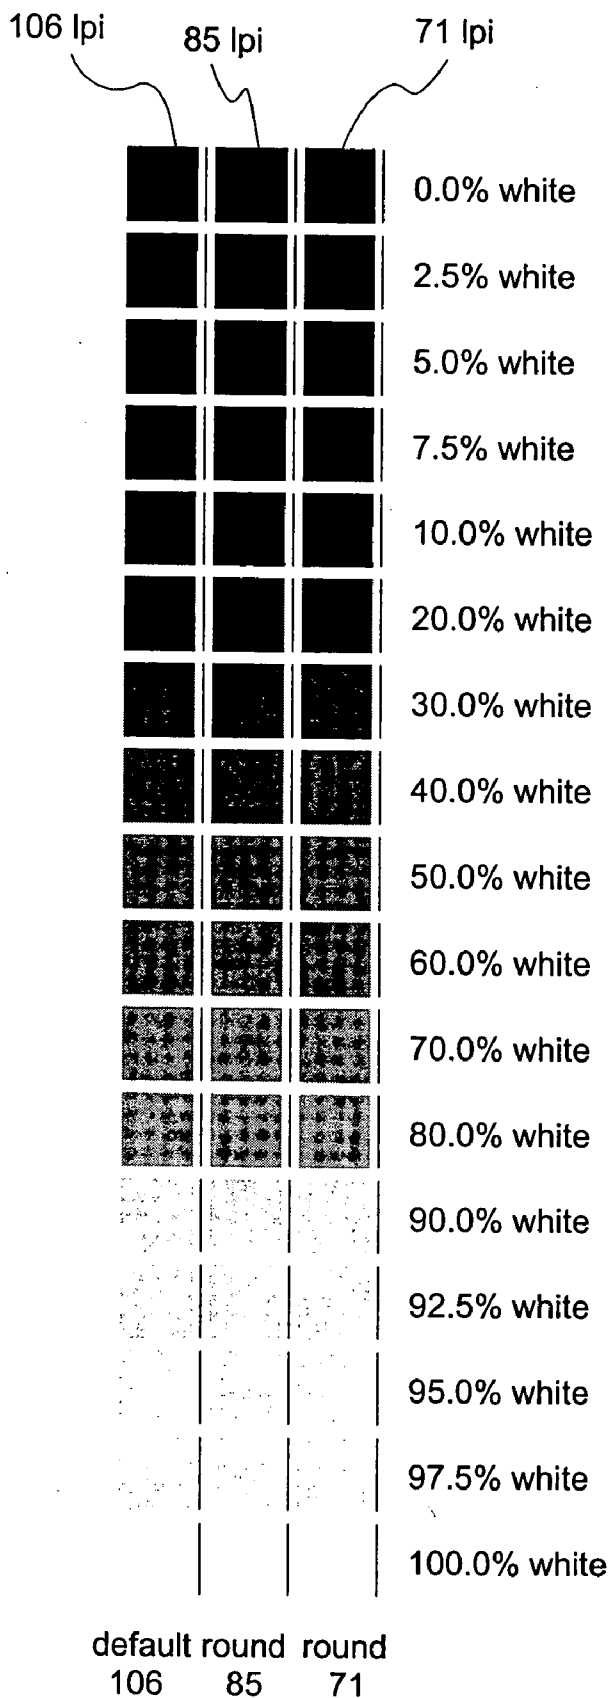 106 lpi
85 lpi
71 lpi
0.0% white
2.5% white
5.0% white
7.5% white
10.0% white
20.0% white
30.0% white
40.0% white
50.0% white
60.0% white
70.0% white
80.0% white
90.0% white
92.5% white
95.0% white
97.5% white
100.0% white
default round round
106 85 71